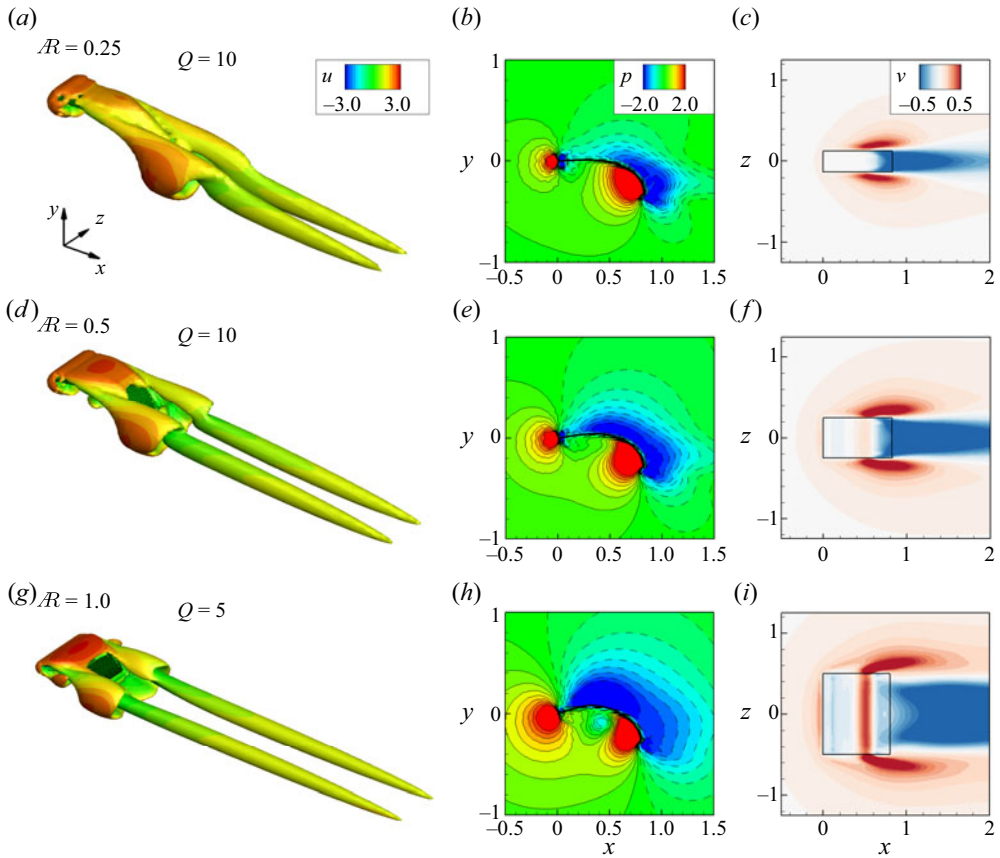 (a)
Æ = 0.25
Q = 10
u
–3.0 3.0
y
z
x
(b)
p
–2.0 2.0
y
1
0
–1
–0.5 0 0.5 1.0 1.5
(c)
v
–0.5 0.5
z
1
0
–1
0 1 2
(d)
Æ = 0.5
Q = 10
(e)
y
1
0
–1
–0.5 0 0.5 1.0 1.5
(f)
z
1
0
–1
0 1 2
(g)
Æ = 1.0
Q = 5
(h)
y
1
0
–1
–0.5 0 0.5 1.0 1.5
x
(i)
z
1
0
–1
0 1 2
x